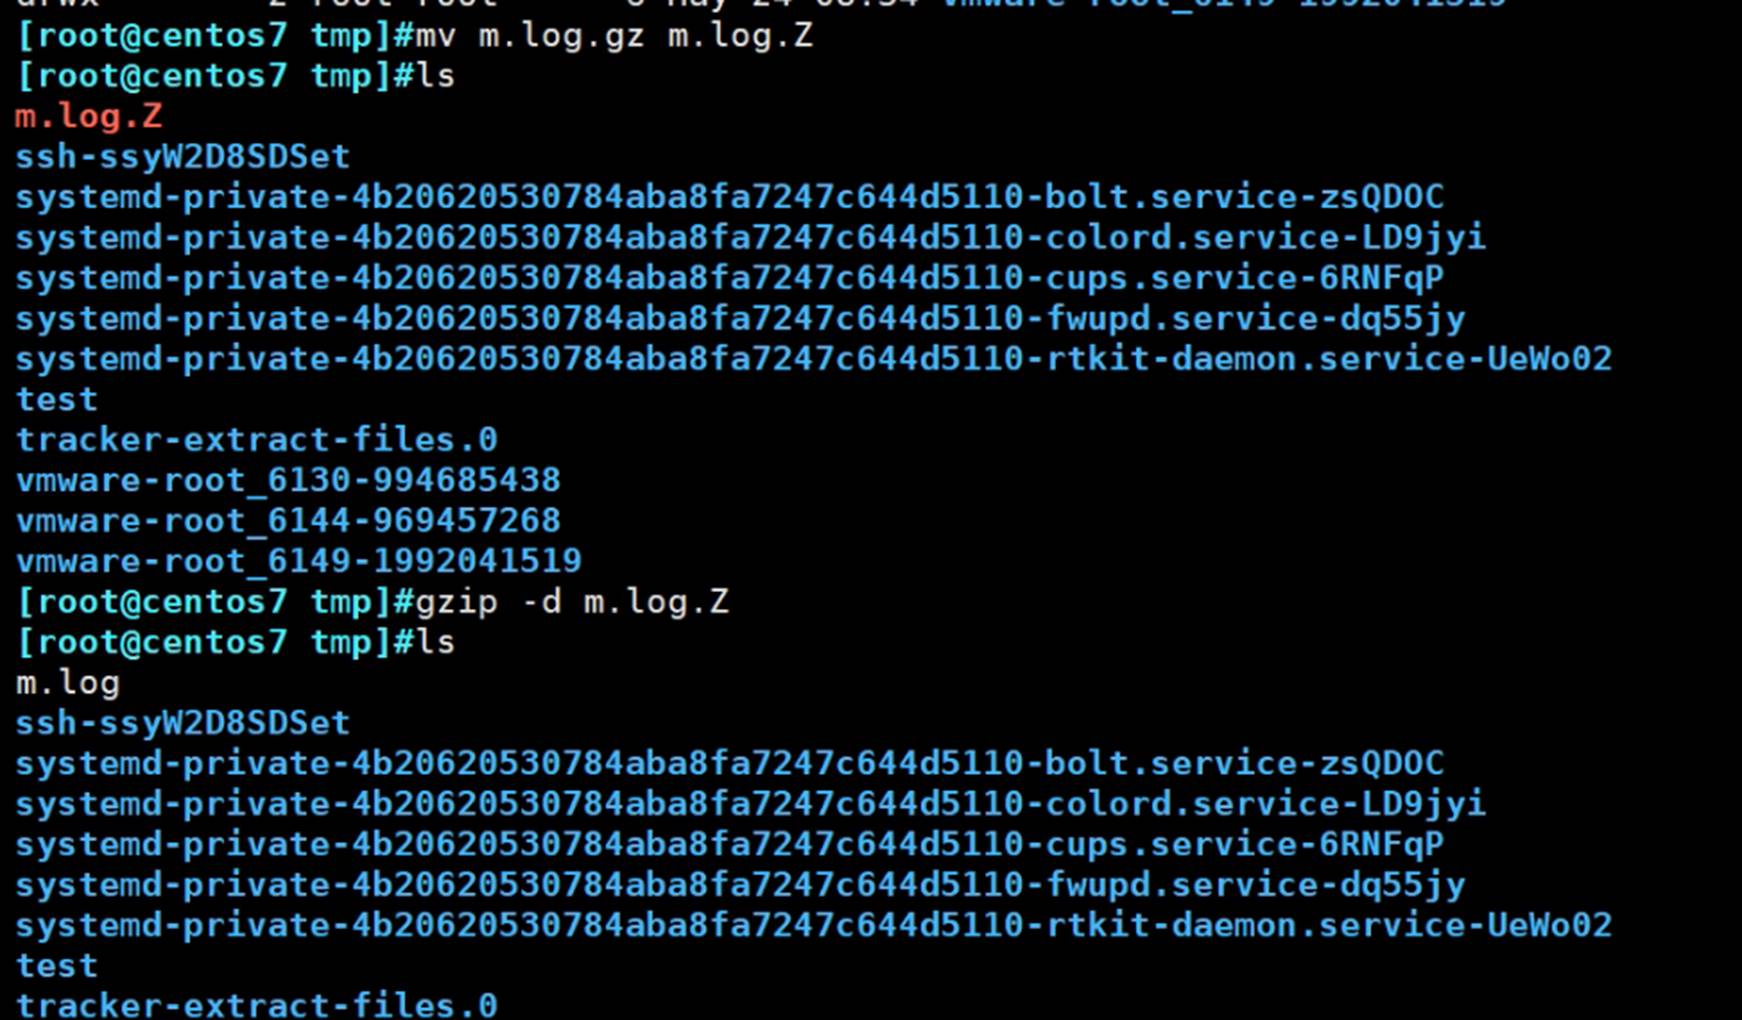 [root@centos7 tmp]#mv m.log.gz m.log.Z
[root@centos7 tmp]#ls
m.log.Z
ssh-ssyW2D8SDSet
systemd-private-4b20620530784aba8fa7247c644d5110-bolt.service-zsQDOC
systemd-private-4b20620530784aba8fa7247c644d5110-colord.service-LD9jyi
systemd-private-4b20620530784aba8fa7247c644d5110-cups.service-6RNFqP
systemd-private-4b20620530784aba8fa7247c644d5110-fwupd.service-dq55jy
systemd-private-4b20620530784aba8fa7247c644d5110-rtkit-daemon.service-UeWo02
test
tracker-extract-files.0
vmware-root_6130-994685438
vmware-root_6144-969457268
vmware-root_6149-1992041519
[root@centos7 tmp]#gzip -d m.log.Z
[root@centos7 tmp]#ls
m.log
ssh-ssyW2D8SDSet
systemd-private-4b20620530784aba8fa7247c644d5110-bolt.service-zsQDOC
systemd-private-4b20620530784aba8fa7247c644d5110-colord.service-LD9jyi
systemd-private-4b20620530784aba8fa7247c644d5110-cups.service-6RNFqP
systemd-private-4b20620530784aba8fa7247c644d5110-fwupd.service-dq55jy
systemd-private-4b20620530784aba8fa7247c644d5110-rtkit-daemon.service-UeWo02
test
tracker-extract-files.0